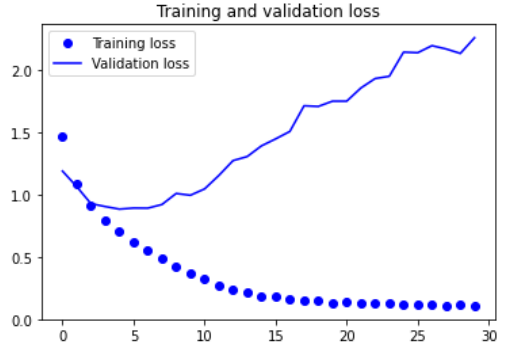 Training and validation loss
Training loss
Validation loss
2.0
1.5
1.0
0.5
0.0
0 5 10 15 20 25 30